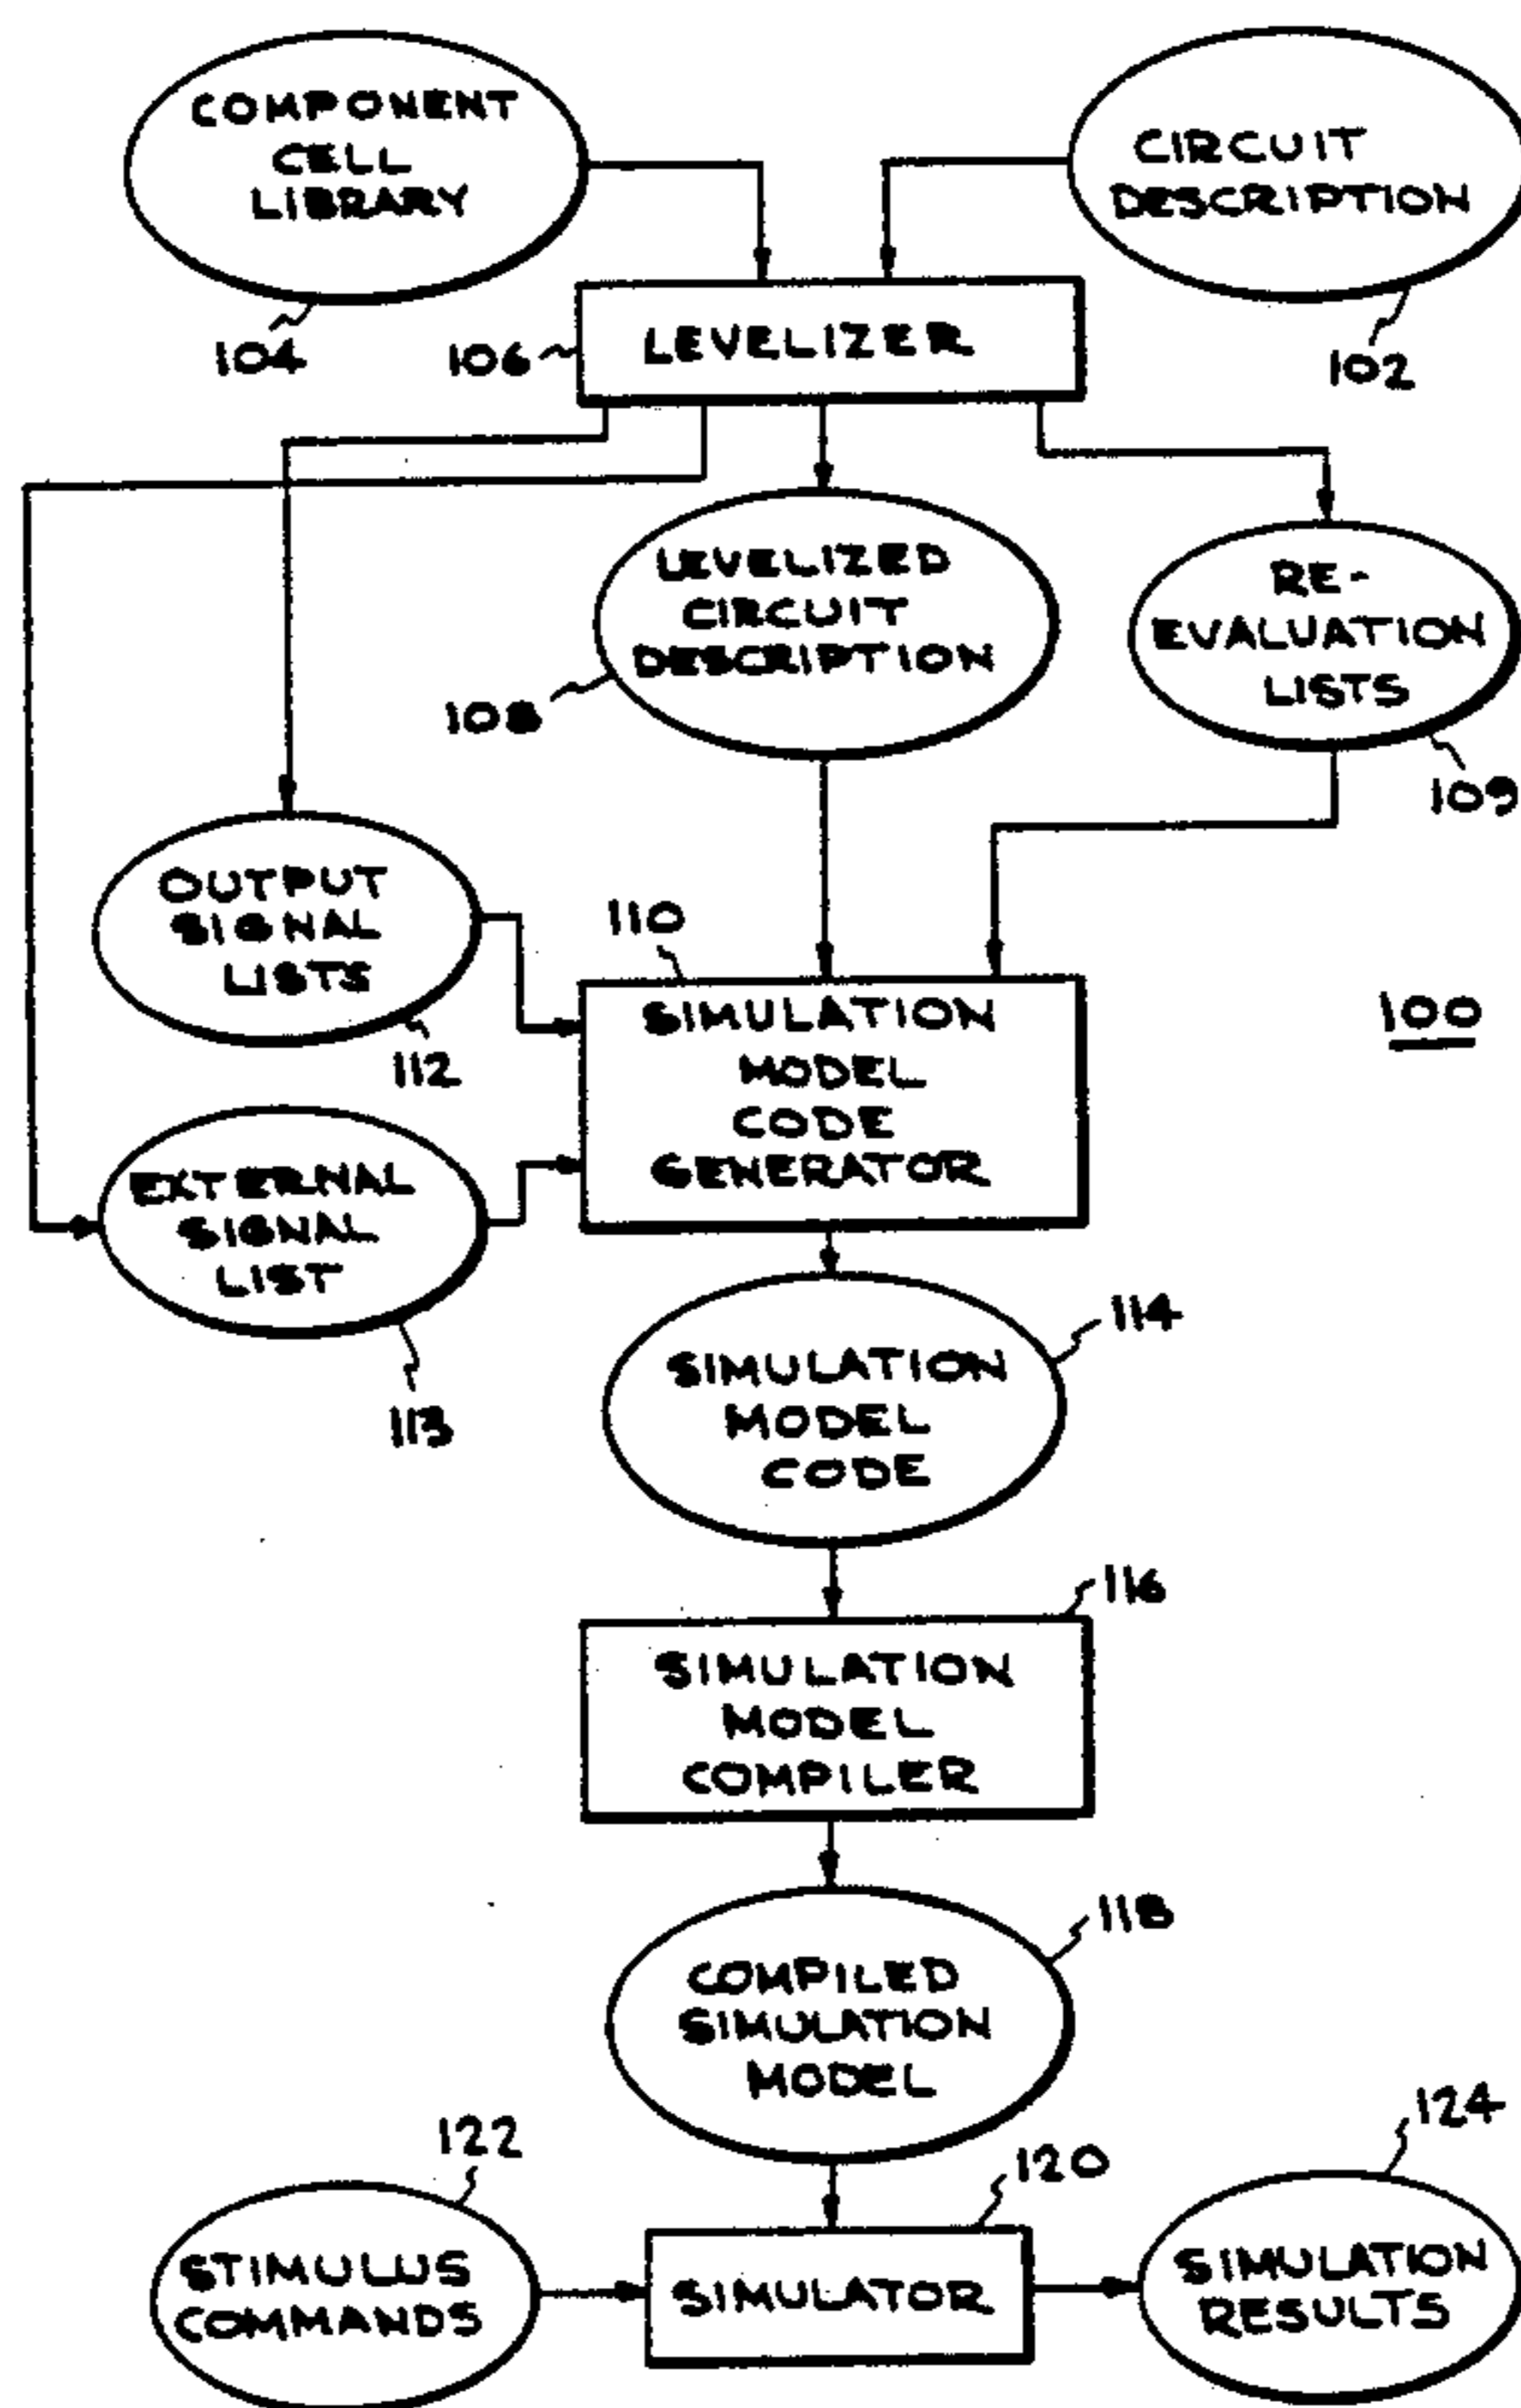 COMPONENT
CELL
LIBRARY
CIRCUIT
DESCRIPTION
104
106
LEVELIZER
102
LEVELIZED
CIRCUIT
DESCRIPTION
108
RE-
EVALUATION
LISTS
109
OUTPUT
SIGNAL
LISTS
112
110
SIMULATION
MODEL
CODE
GENERATOR
100
EXTERNAL
SIGNAL
LIST
113
114
SIMULATION
MODEL
CODE
116
SIMULATION
MODEL
COMPILER
118
COMPILED
SIMULATION
MODEL
122
120
124
STIMULUS
COMMANDS
SIMULATOR
SIMULATION
RESULTS